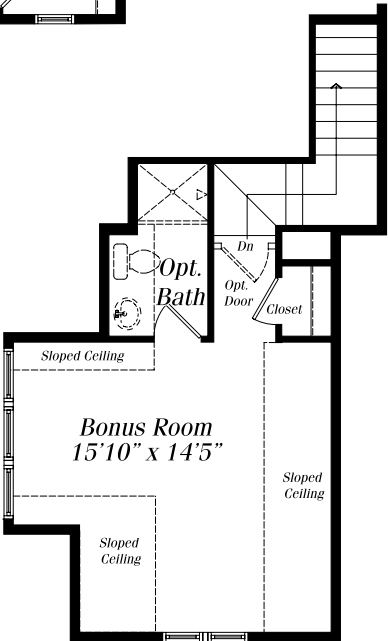 Dn
Opt.
Bath
Opt.
Door
Closet
Sloped Ceiling
Bonus Room
15'10" x 14'5"
Sloped
Ceiling
Sloped
Ceiling